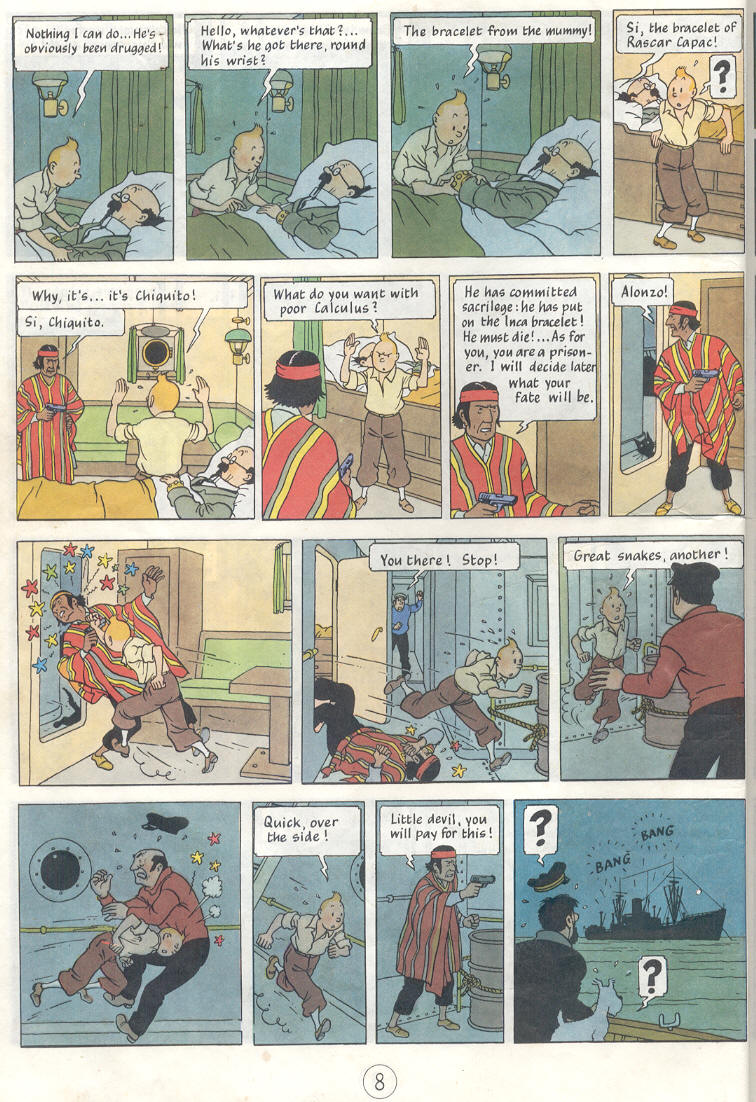 Nothing I can do... He's
obviously been drugged!
Hello, whatever's that?...
What's he got there, round
his wrist?
The bracelet from the mummy!
Si, the bracelet of
Rascar Capac!
?
Why, it's... it's Chiquito!
Si, Chiquito.
What do you want with
poor Calculus?
He has committed
sacrilege: he has put
on the Inca bracelet!
He must die!... As for
you, you are a prison-
er. I will decide later
what your
fate will be.
Alonzo!
You there! Stop!
Great snakes, another!
Quick, over
the side!
Little devil, you
will pay for this!
?
BANG
BANG
?
8